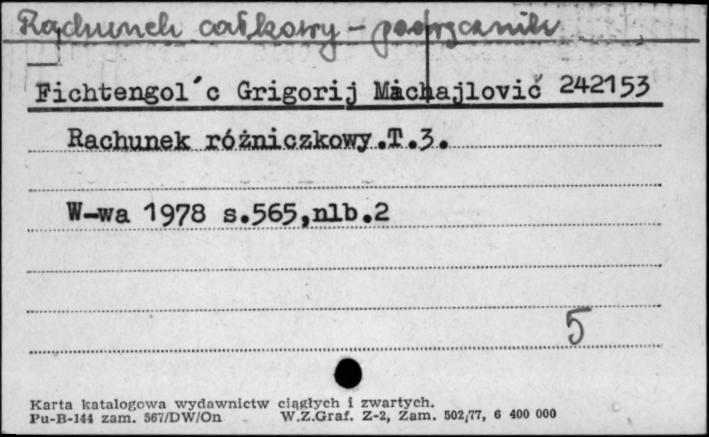 Rachunek całkowy - podręcznik
Fichtengol´c Grigorij Michajlovič 242153
Rachunek różniczkowy.T.3.
W-wa 1978 s.565,nlb.2
5
Karta katalogowa wydawnictw ciągłych i zwartych.
Pu-B-144 zam. 567/DW/On W.Z.Graf. Z-2, Zam. 502/77, 6 400 000